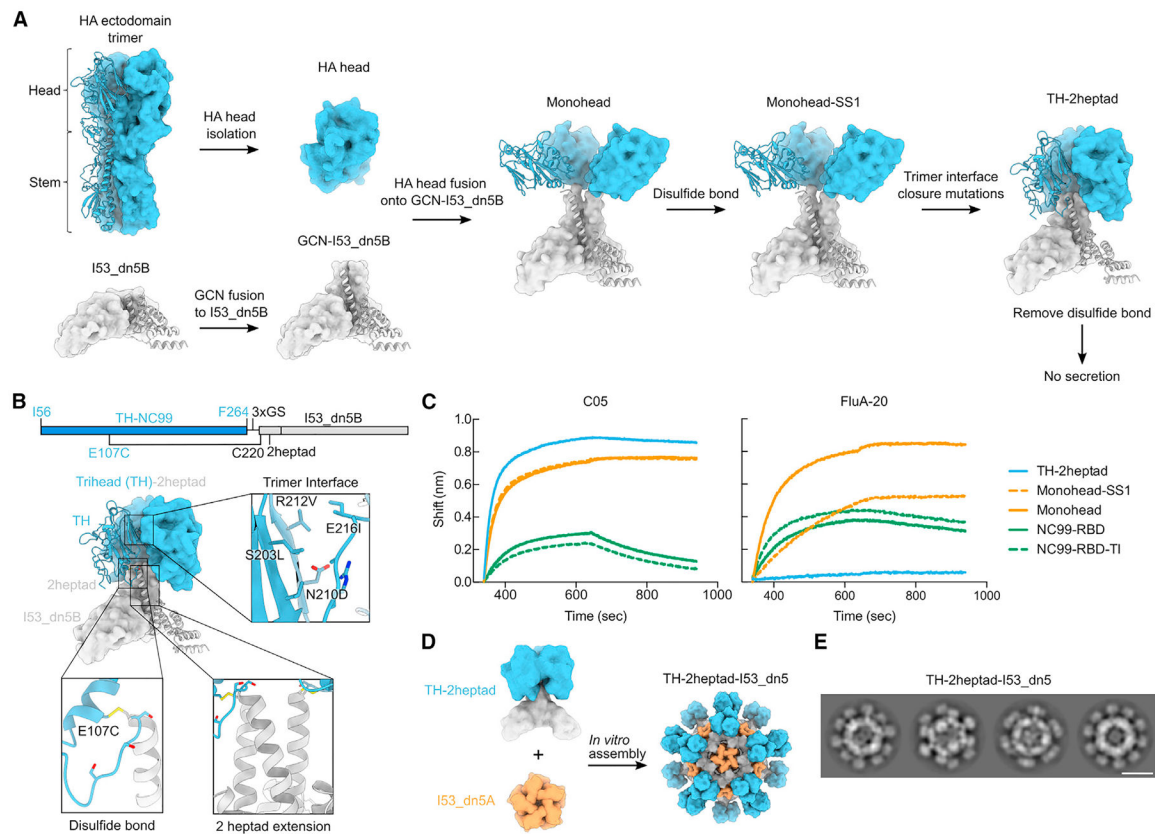 A
HA ectodomain
trimer
Head
Stem
HA head
isolation
HA head
I53_dn5B
GCN fusion
to I53_dn5B
GCN-I53_dn5B
HA head fusion
onto GCN-I53_dn5B
Monohead
Disulfide bond
Monohead-SS1
Trimer interface
closure mutations
TH-2heptad
Remove disulfide bond
No secretion
B
I56
TH-NC99
F264
3xGS
I53_dn5B
E107C
C220
2heptad
Trihead (TH)-2heptad
TH
2heptad
I53_dn5B
Trimer Interface
R212V
E216I
S203L
N210D
E107C
Disulfide bond
2 heptad extension
C
C05
FluA-20
Shift (nm)
1.0
0.8
0.6
0.4
0.2
0.0
400
600
800
1000
Time (sec)
400
600
800
1000
Time (sec)
TH-2heptad
Monohead-SS1
Monohead
NC99-RBD
NC99-RBD-TI
D
TH-2heptad
+
I53_dn5A
In vitro
assembly
TH-2heptad-I53_dn5
E
TH-2heptad-I53_dn5